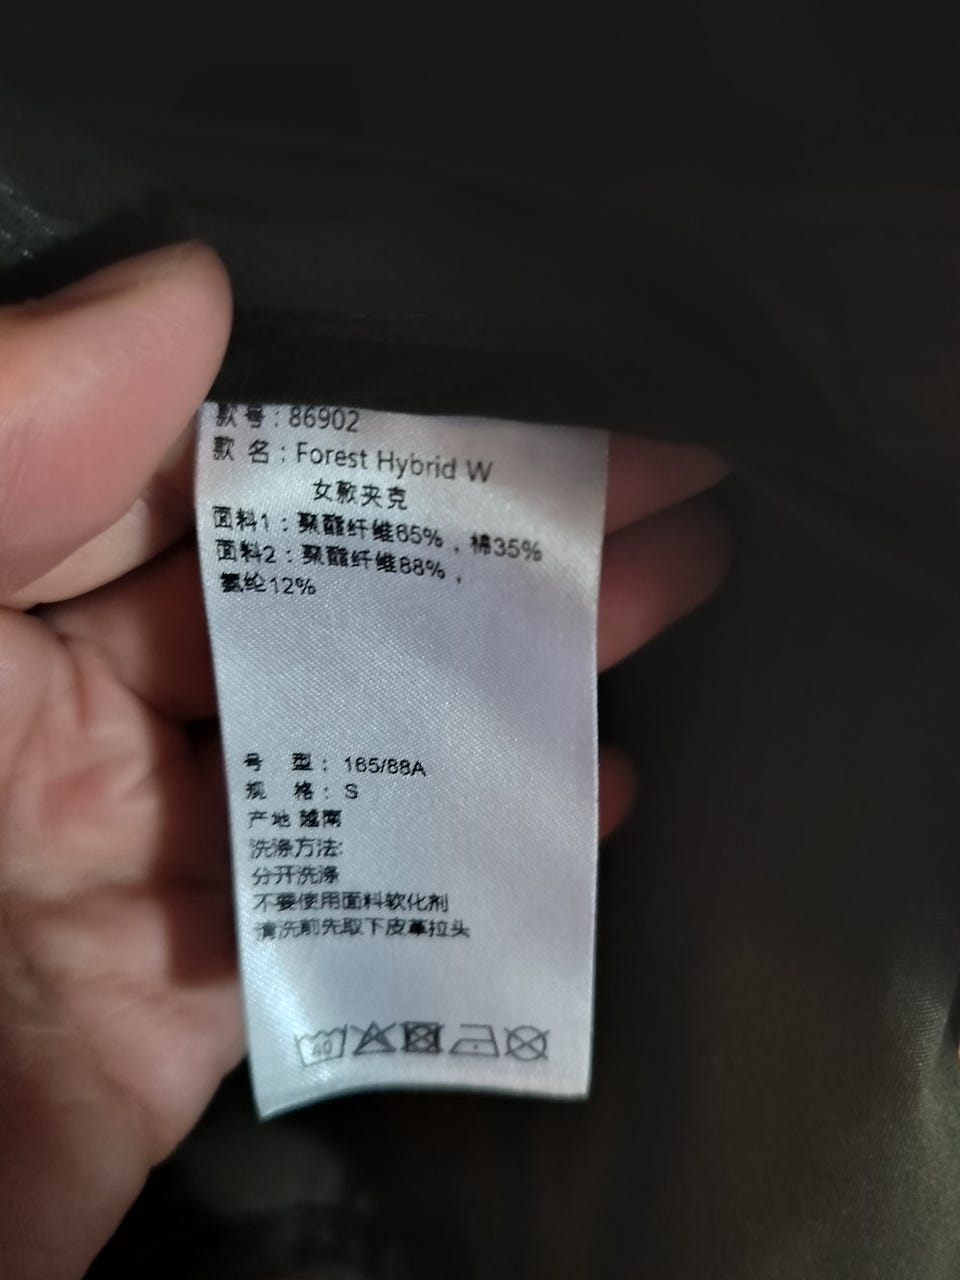 款号：86902
款 名：Forest Hybrid W
女款夹克
面料1：聚酯纤维65%，棉35%
面料2：聚酯纤维88%，
氨纶12%
号 型：165/88A
规 格：S
产地 越南
洗涤方法:
分开洗涤
不要使用面料软化剂
清洗前先取下皮革拉头
40